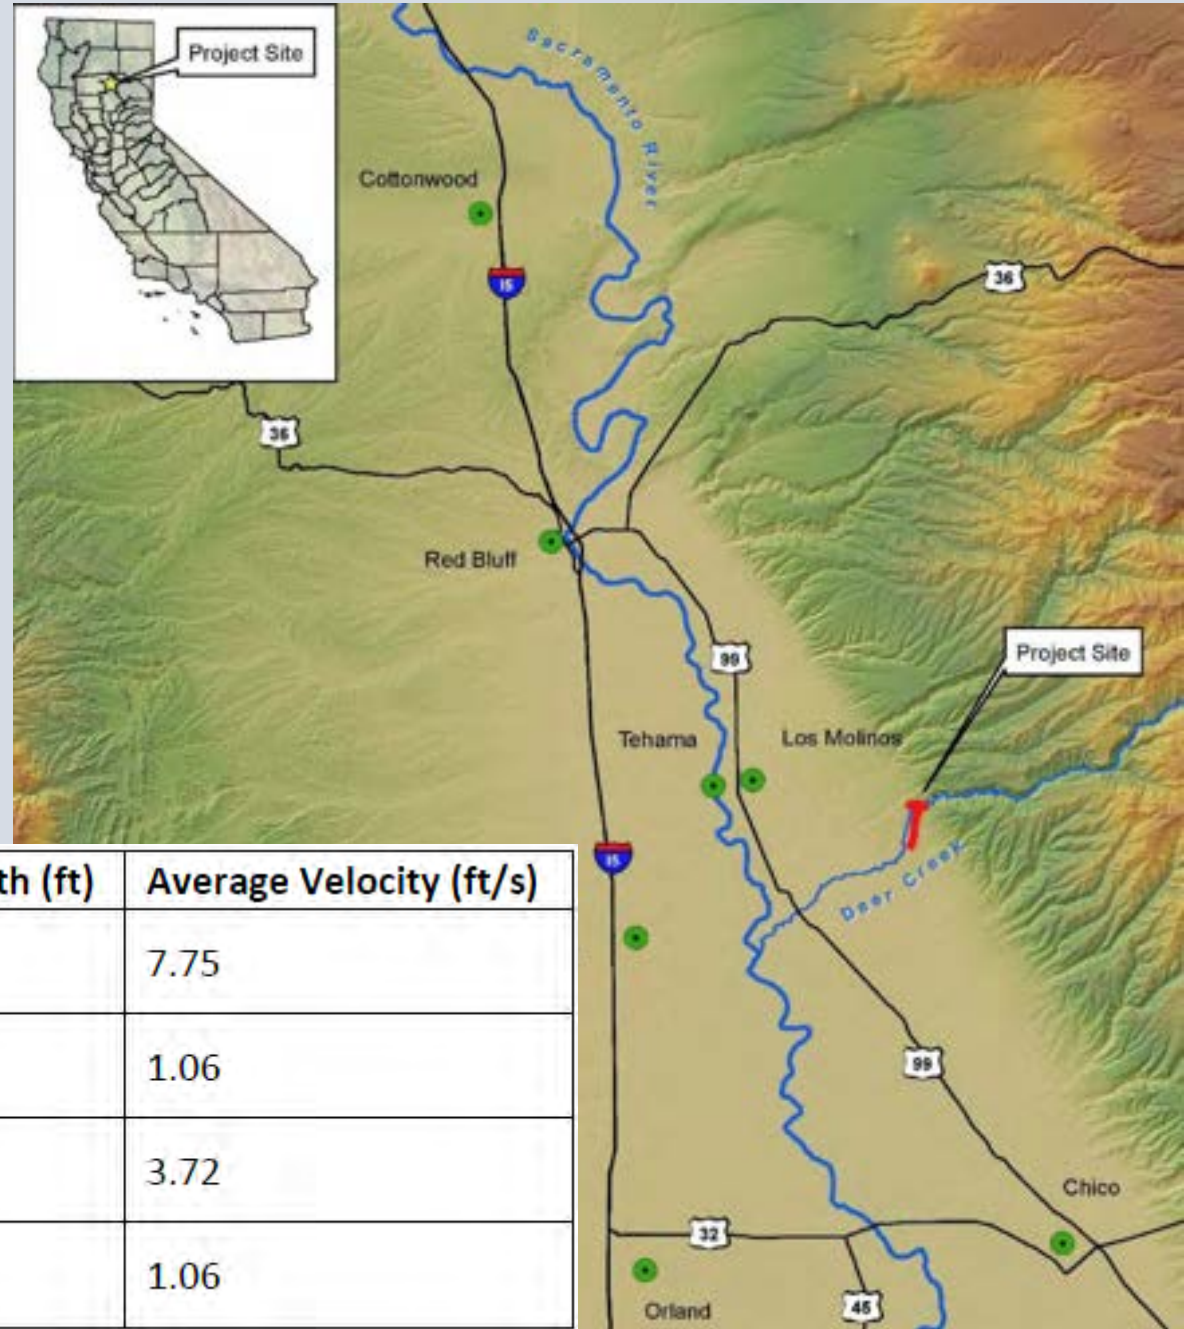 Project Site
Sacramento River
Cottonwood
15
36
36
Red Bluff
99
Project Site
Tehama
Los Molinos
15
Deer Creek
th (ft)
Average Velocity (ft/s)
7.75
1.06
3.72
1.06
99
Chico
32
45
Orland